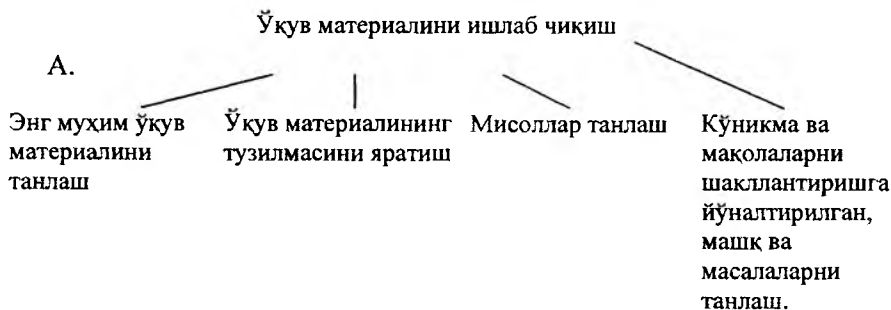 Ўқув материалини ишлаб чиқиш
А.
Энг муҳим ўқув
материалини
танлаш
Ўқув материалининг
тузилмасини яратиш
Мисоллар танлаш
Кўникма ва
мақолаларни
шакллантиришга
йўналтирилган,
машқ ва
масалаларни
танлаш.